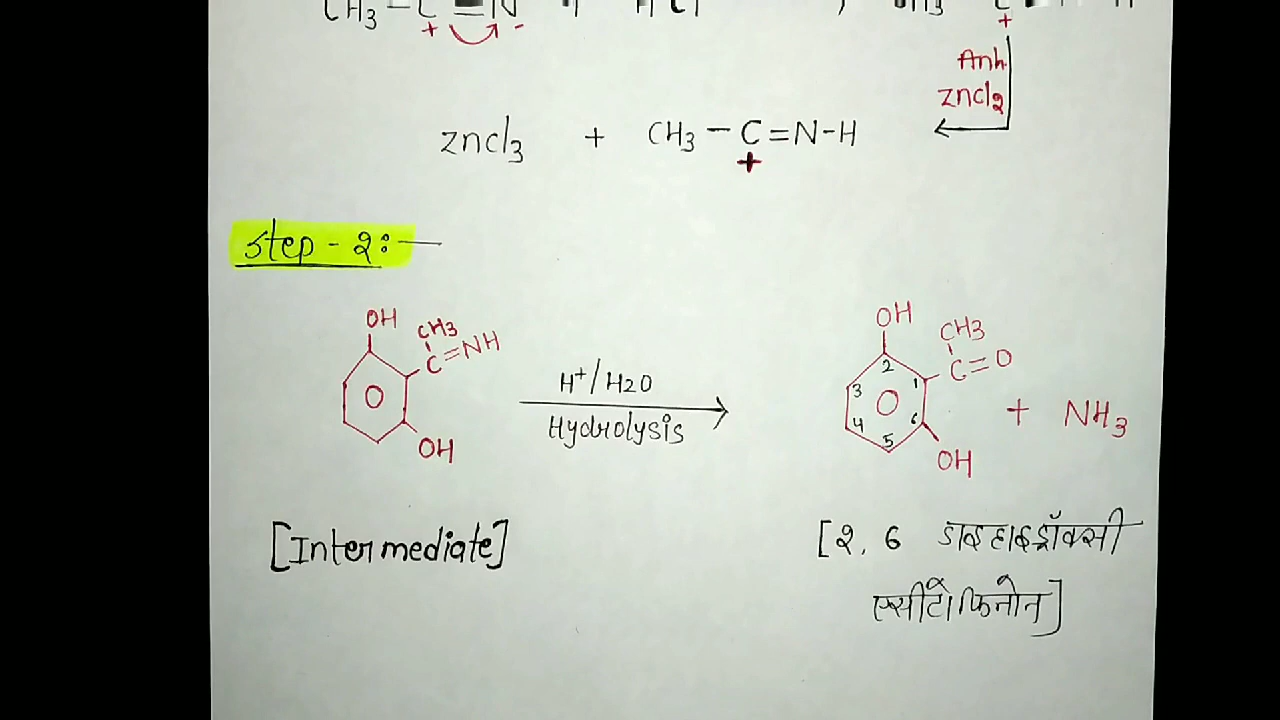 CH3 - C = N
+ -
+
Anh
zncl2
zncl3 + CH3 - C = N - H
+
Step - 2 : -
OH
CH3
C = NH
OH
H+ / H2O
Hydrolysis
OH
CH3
C = O
2
1
3
4
5
6
OH
+ NH3
[Intermediate]
[2, 6 डाइहाइड्रॉक्सी
एसीटोफिनोन]